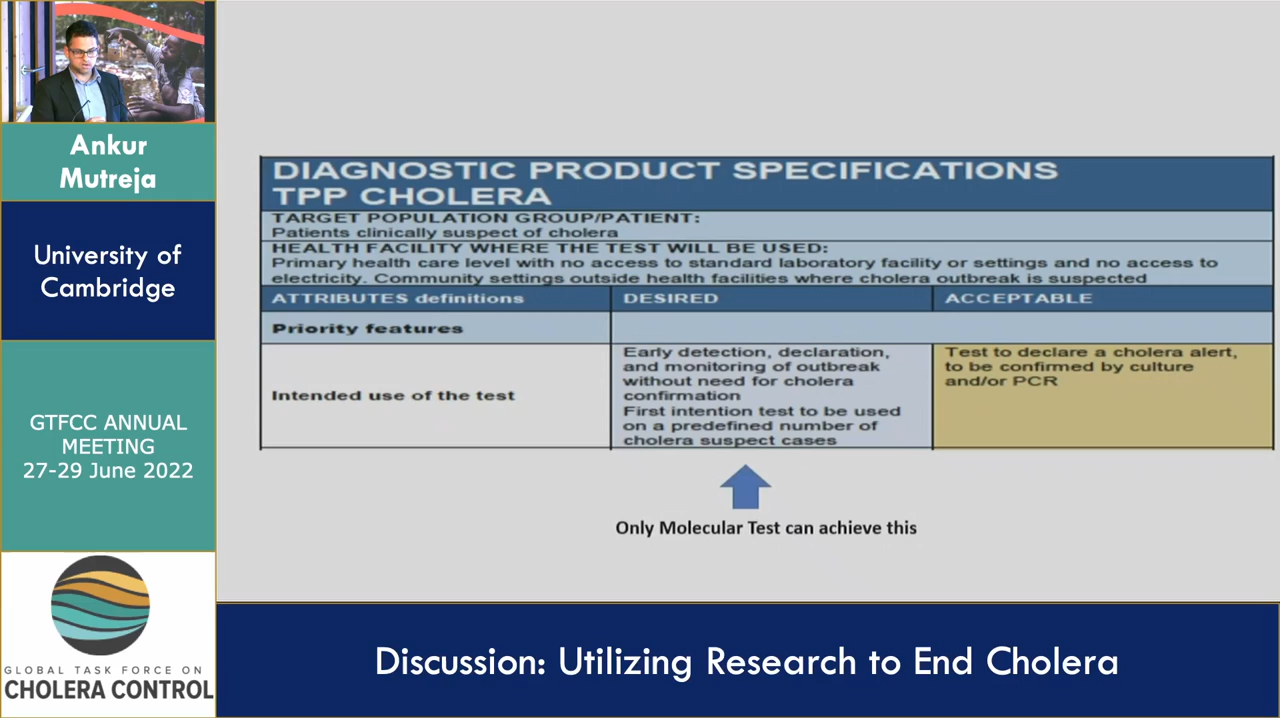 Ankur
Mutreja
University of
Cambridge
GTFCC ANNUAL
MEETING
27-29 June 2022
GLOBAL TASK FORCE ON
CHOLERA CONTROL
DIAGNOSTIC PRODUCT SPECIFICATIONS
TPP CHOLERA
TARGET POPULATION GROUP/PATIENT:
Patients clinically suspect of cholera
HEALTH FACILITY WHERE THE TEST WILL BE USED:
Primary health care level with no access to standard laboratory facility or settings and no access to
electricity. Community settings outside health facilities where cholera outbreak is suspected
ATTRIBUTES definitions
DESIRED
ACCEPTABLE
Priority features
Intended use of the test
Early detection, declaration,
and monitoring of outbreak
without need for cholera
confirmation
First intention test to be used
on a predefined number of
cholera suspect cases
Test to declare a cholera alert,
to be confirmed by culture
and/or PCR
Only Molecular Test can achieve this
Discussion: Utilizing Research to End Cholera